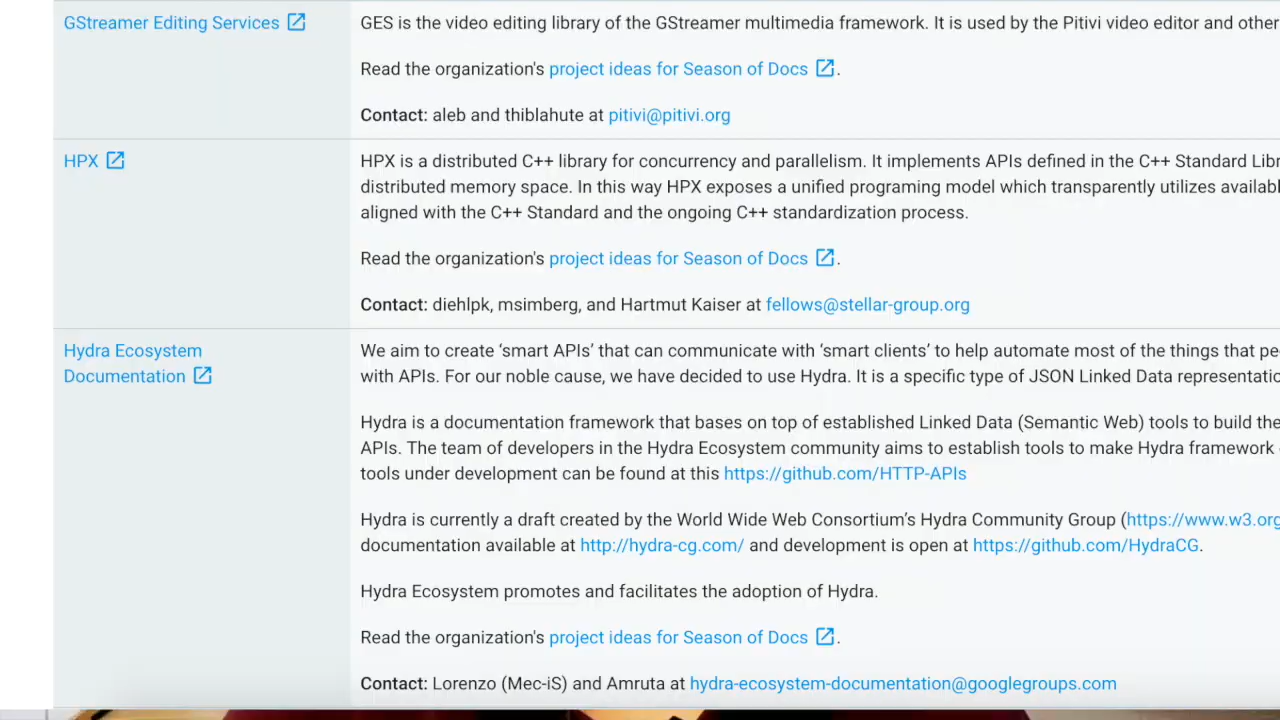 GStreamer Editing Services
GES is the video editing library of the GStreamer multimedia framework. It is used by the Pitivi video editor and other
Read the organization's project ideas for Season of Docs.
Contact: aleb and thiblahute at pitivi@pitivi.org
HPX
HPX is a distributed C++ library for concurrency and parallelism. It implements APIs defined in the C++ Standard Libr
distributed memory space. In this way HPX exposes a unified programing model which transparently utilizes availabl
aligned with the C++ Standard and the ongoing C++ standardization process.
Read the organization's project ideas for Season of Docs.
Contact: diehlpk, msimberg, and Hartmut Kaiser at fellows@stellar-group.org
Hydra Ecosystem
Documentation
We aim to create ‘smart APIs’ that can communicate with ‘smart clients’ to help automate most of the things that pe
with APIs. For our noble cause, we have decided to use Hydra. It is a specific type of JSON Linked Data representatio
Hydra is a documentation framework that bases on top of established Linked Data (Semantic Web) tools to build the
APIs. The team of developers in the Hydra Ecosystem community aims to establish tools to make Hydra framework
tools under development can be found at this https://github.com/HTTP-APIs
Hydra is currently a draft created by the World Wide Web Consortium’s Hydra Community Group (https://www.w3.org
documentation available at http://hydra-cg.com/ and development is open at https://github.com/HydraCG.
Hydra Ecosystem promotes and facilitates the adoption of Hydra.
Read the organization's project ideas for Season of Docs.
Contact: Lorenzo (Mec-iS) and Amruta at hydra-ecosystem-documentation@googlegroups.com